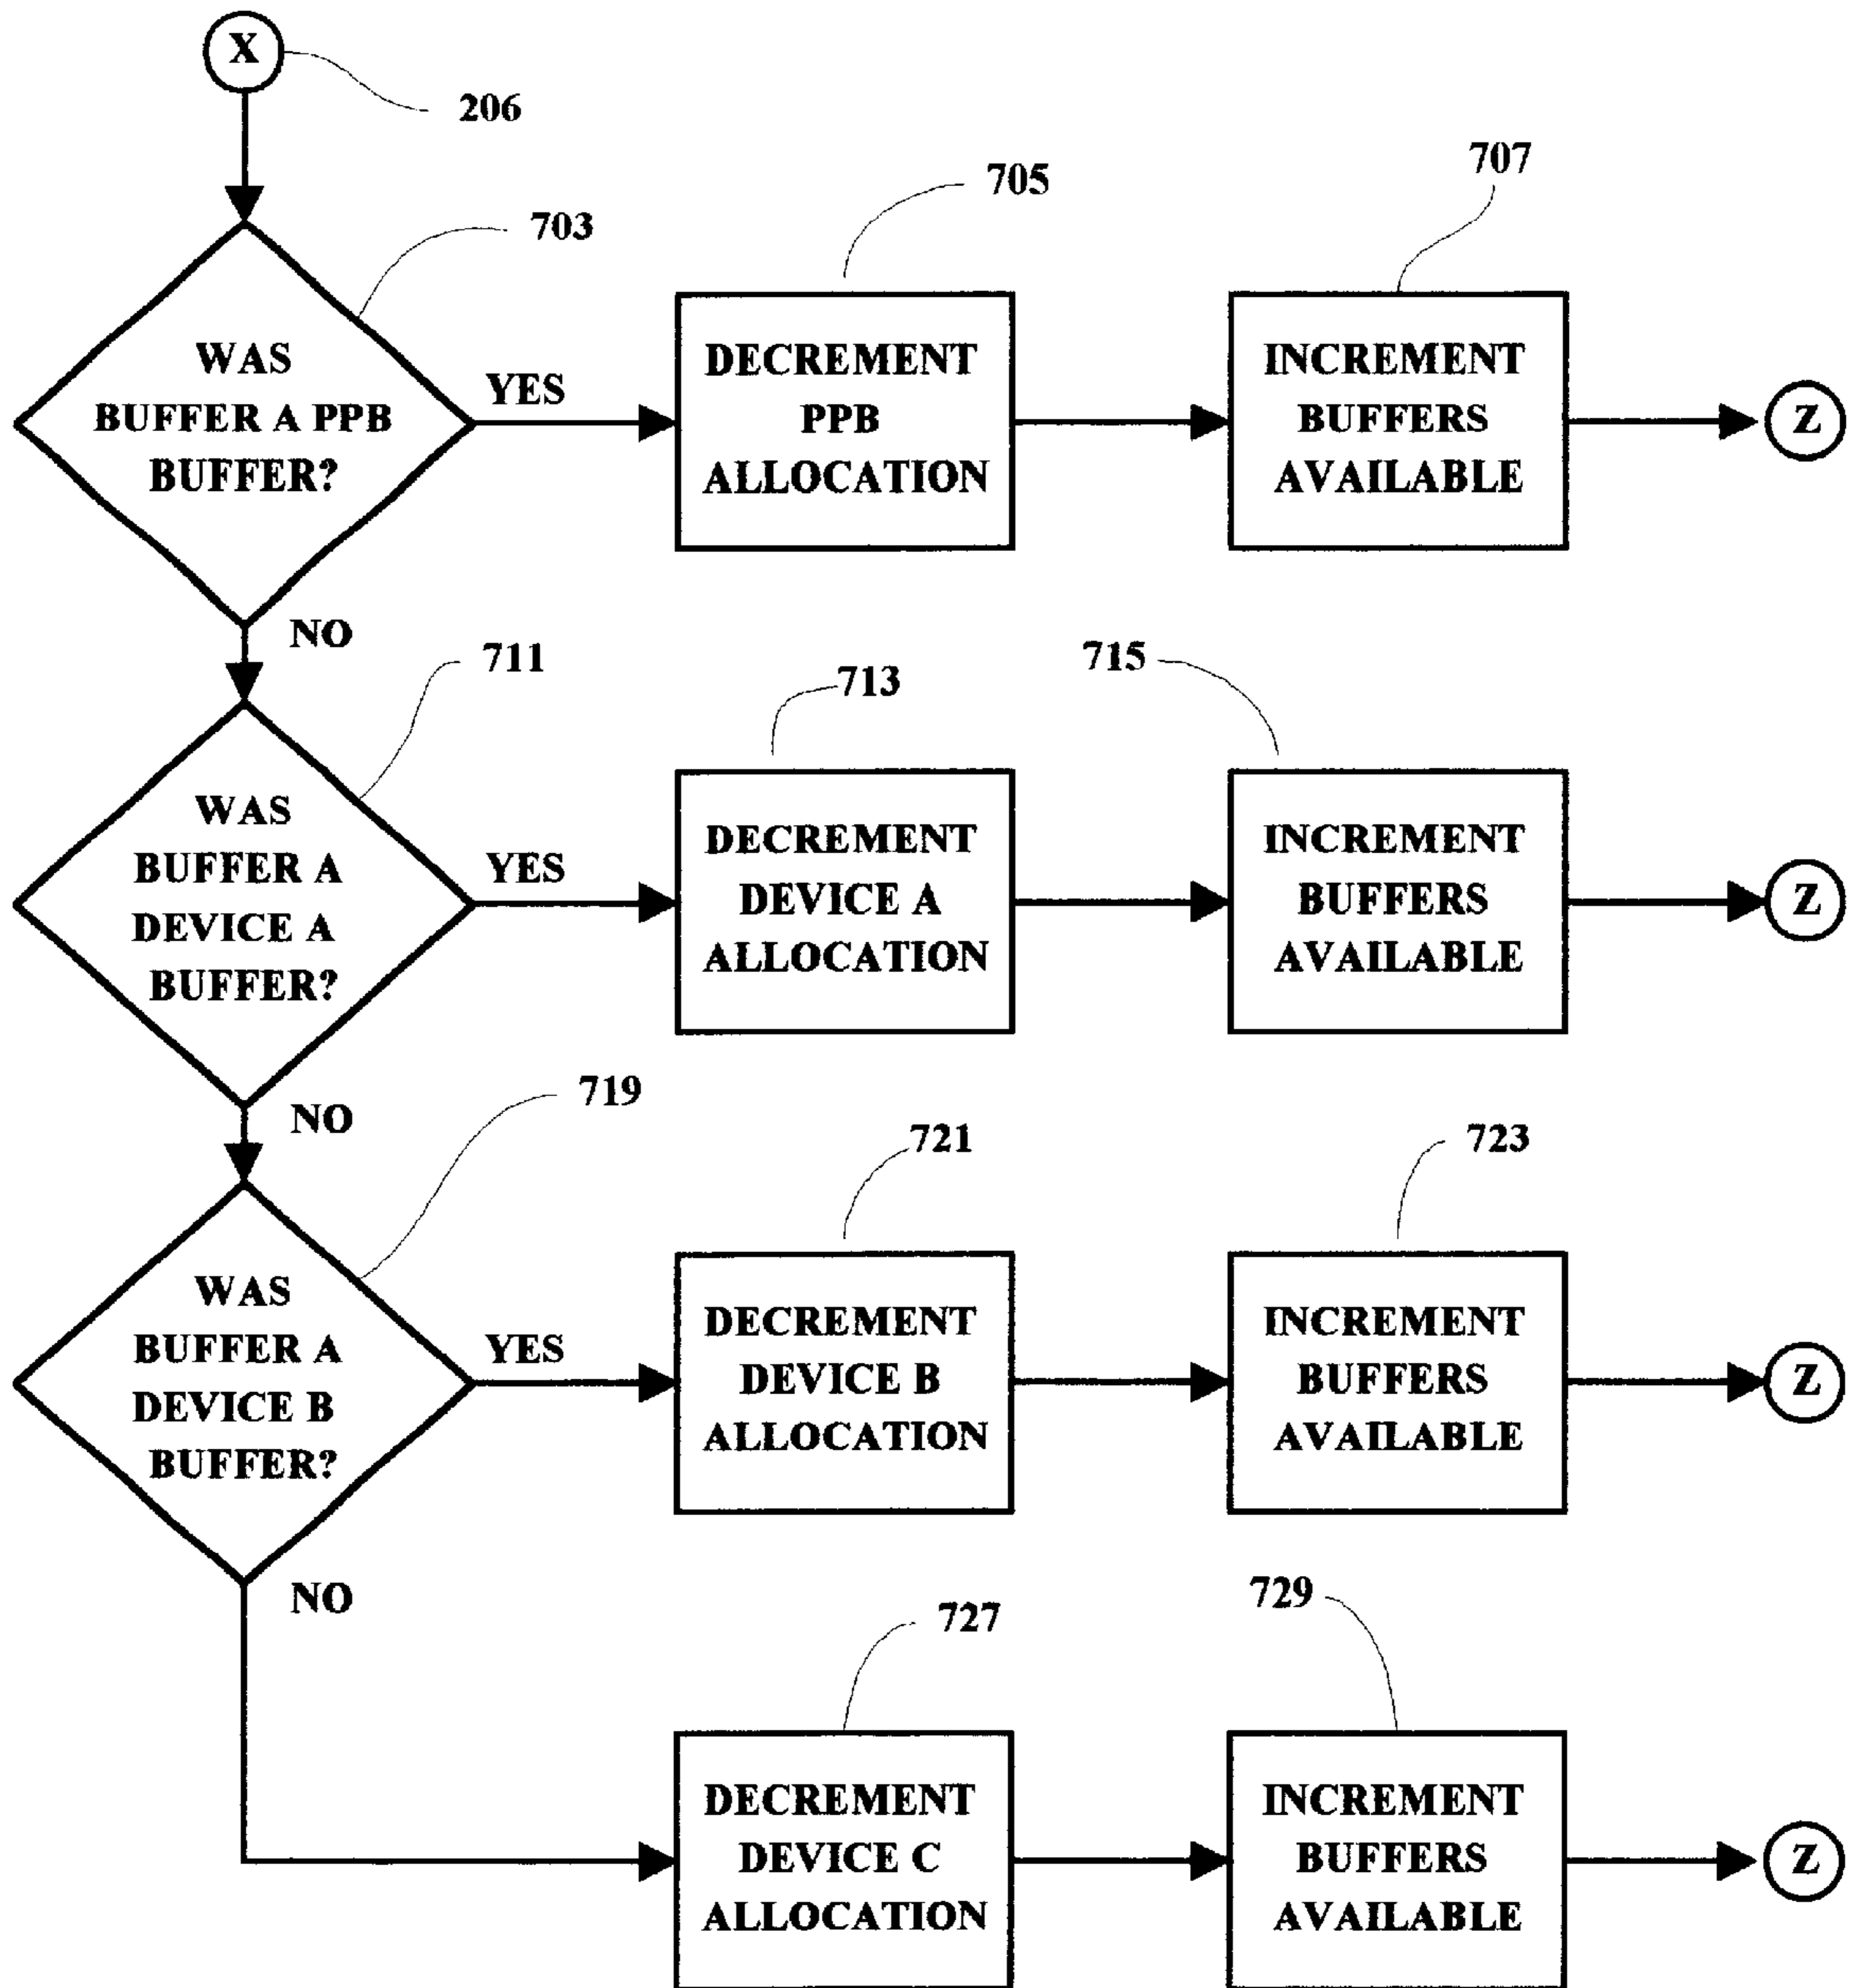 X
206
703
705
707
WAS
BUFFER A PPB
BUFFER?
YES
DECREMENT
PPB
ALLOCATION
INCREMENT
BUFFERS
AVAILABLE
Z
NO
711
713
715
WAS
BUFFER A
DEVICE A
BUFFER?
YES
DECREMENT
DEVICE A
ALLOCATION
INCREMENT
BUFFERS
AVAILABLE
Z
NO
719
721
723
WAS
BUFFER A
DEVICE B
BUFFER?
YES
DECREMENT
DEVICE B
ALLOCATION
INCREMENT
BUFFERS
AVAILABLE
Z
NO
727
729
DECREMENT
DEVICE C
ALLOCATION
INCREMENT
BUFFERS
AVAILABLE
Z